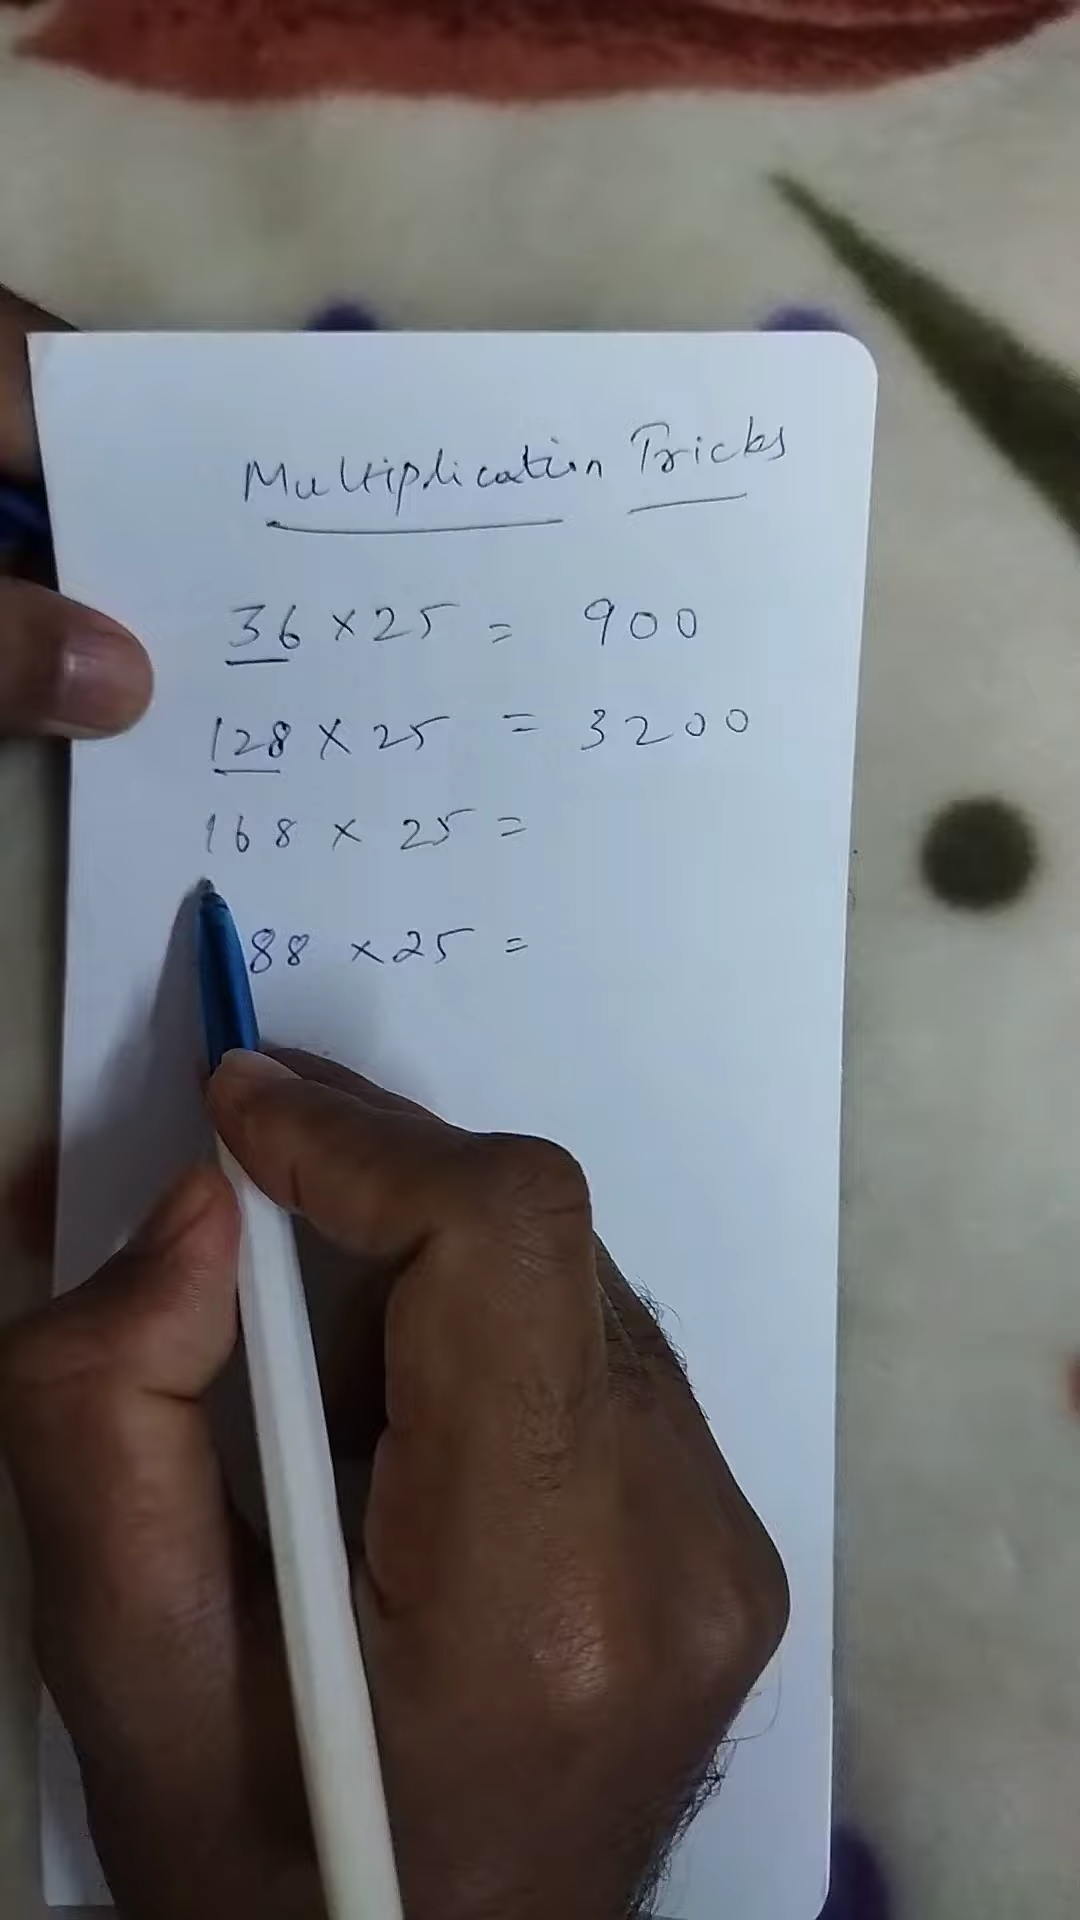 Multiplication Tricks
36 × 25 = 900
128 × 25 = 3200
168 × 25 =
88 × 25 =